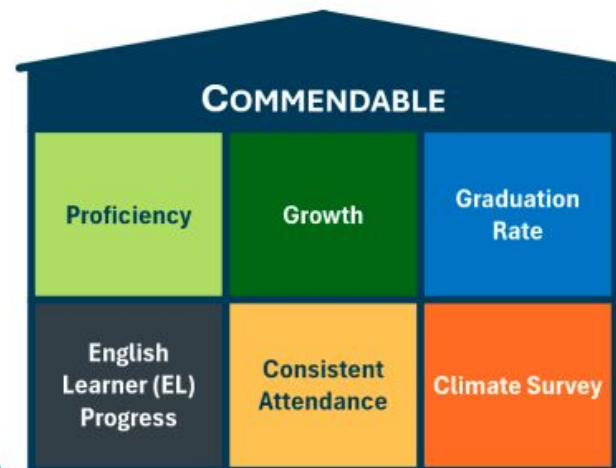 COMMENDABLE
Proficiency
Growth
Graduation
Rate
English
Learner (EL)
Progress
Consistent
Attendance
Climate Survey